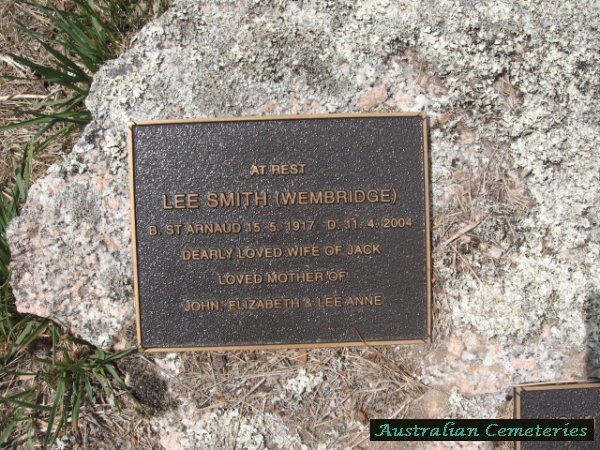 AT REST
LEE SMITH (WEMBRIDGE)
B. ST ARNAUD 15. 5. 1917 D. 11. 4. 2004
DEARLY LOVED WIFE OF JACK
LOVED MOTHER OF
JOHN, ELIZABETH & LEE ANNE
Australian Cemeteries